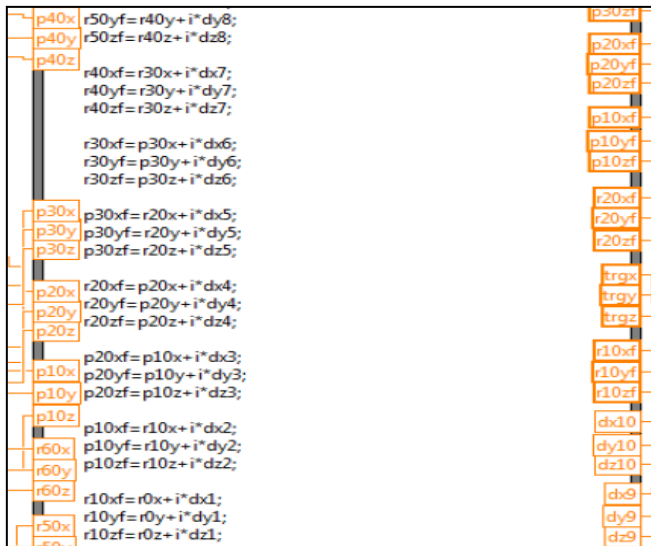 p40x
p40y
p40z
p30x
p30y
p30z
p20x
p20y
p20z
p10x
p10y
p10z
r60x
r60y
r60z
r50x
r50yf=r40y+i*dy8;
r50zf=r40z+i*dz8;
r40xf=r30x+i*dx7;
r40yf=r30y+i*dy7;
r40zf=r30z+i*dz7;
r30xf=p30x+i*dx6;
r30yf=p30y+i*dy6;
r30zf=p30z+i*dz6;
p30xf=r20x+i*dx5;
p30yf=r20y+i*dy5;
p30zf=r20z+i*dz5;
r20xf=p20x+i*dx4;
r20yf=p20y+i*dy4;
r20zf=p20z+i*dz4;
p20xf=p10x+i*dx3;
p20yf=p10y+i*dy3;
p20zf=p10z+i*dz3;
p10xf=r10x+i*dx2;
p10yf=r10y+i*dy2;
p10zf=r10z+i*dz2;
r10xf=r0x+i*dx1;
r10yf=r0y+i*dy1;
r10zf=r0z+i*dz1;
p30zf
p20xf
p20yf
p20zf
p10xf
p10yf
p10zf
r20xf
r20yf
r20zf
trgx
trgy
trgz
r10xf
r10yf
r10zf
dx10
dy10
dz10
dx9
dy9
dz9